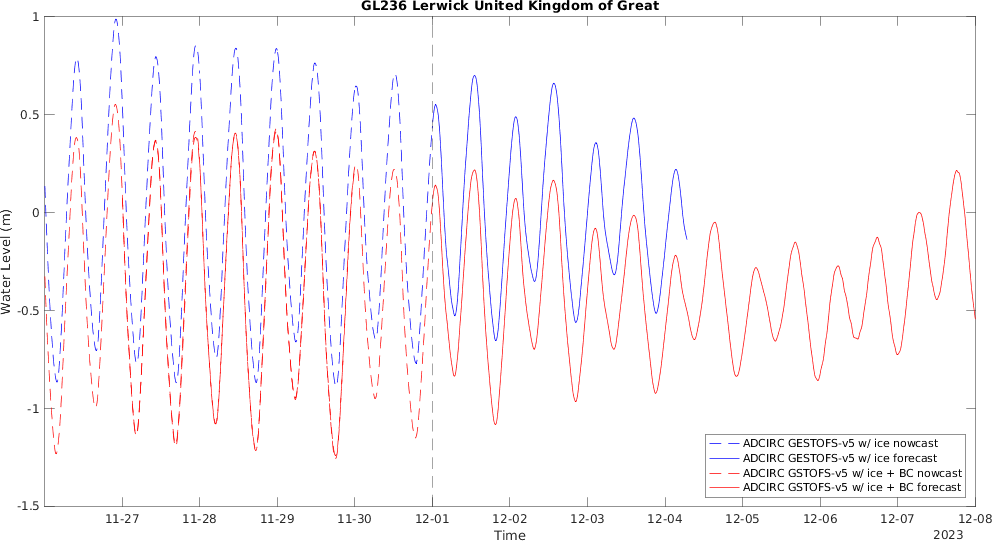 GL236 Lerwick United Kingdom of Great
1
0.5
0
-0.5
-1
-1.5
Water Level (m)
ADCIRC GESTOFS-v5 w/ ice nowcast
ADCIRC GESTOFS-v5 w/ ice forecast
ADCIRC GSTOFS-v5 w/ ice + BC nowcast
ADCIRC GSTOFS-v5 w/ ice + BC forecast
11-27 11-28 11-29 11-30 12-01 12-02 12-03 12-04 12-05 12-06 12-07 12-08
Time
2023